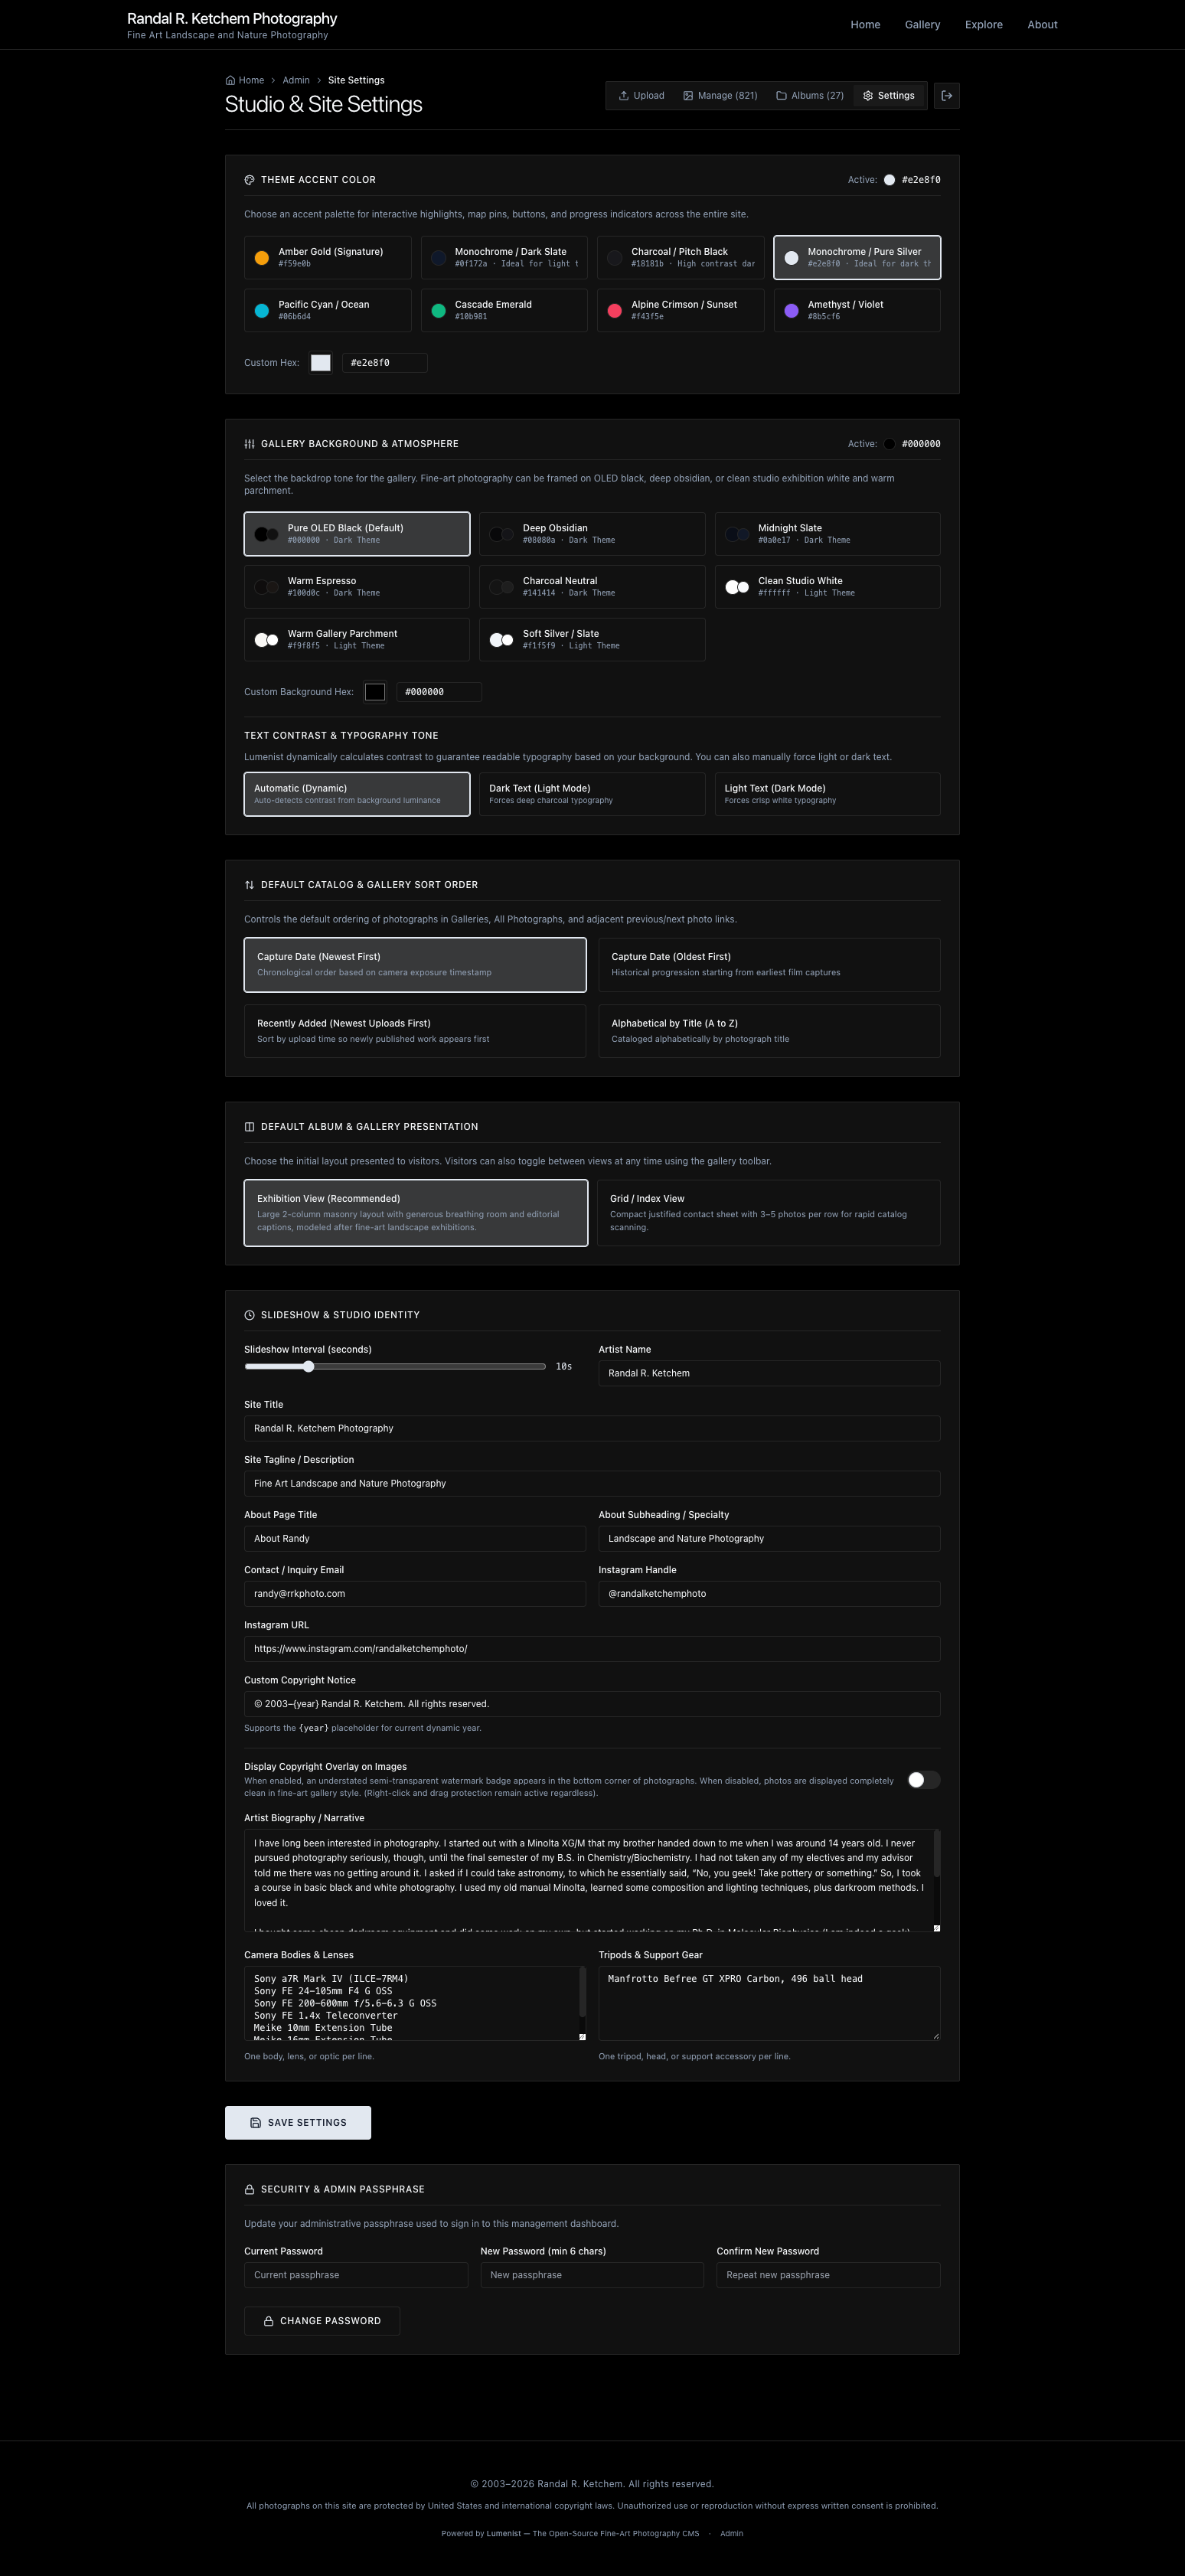 Randal R. Ketchem Photography
Fine Art Landscape and Nature Photography
Home Gallery Explore About
Home > Admin > Site Settings
Studio & Site Settings
Upload Manage (821) Albums (27) Settings
THEME ACCENT COLOR
Active: #e2e8f0
Choose an accent palette for interactive highlights, map pins, buttons, and progress indicators across the entire site.
Amber Gold (Signature)
#f59e0b
Monochrome / Dark Slate
#0f172a · Ideal for light t
Charcoal / Pitch Black
#18181b · High contrast dar
Monochrome / Pure Silver
#e2e8f0 · Ideal for dark th
Pacific Cyan / Ocean
#06b6d4
Cascade Emerald
#10b981
Alpine Crimson / Sunset
#f43f5e
Amethyst / Violet
#8b5cf6
Custom Hex: #e2e8f0
GALLERY BACKGROUND & ATMOSPHERE
Active: #000000
Select the backdrop tone for the gallery. Fine-art photography can be framed on OLED black, deep obsidian, or clean studio exhibition white and warm
parchment.
Pure OLED Black (Default)
#000000 · Dark Theme
Deep Obsidian
#08080a · Dark Theme
Midnight Slate
#0a0e17 · Dark Theme
Warm Espresso
#100d0c · Dark Theme
Charcoal Neutral
#141414 · Dark Theme
Clean Studio White
#ffffff · Light Theme
Warm Gallery Parchment
#f9f8f5 · Light Theme
Soft Silver / Slate
#f1f5f9 · Light Theme
Custom Background Hex: #000000
TEXT CONTRAST & TYPOGRAPHY TONE
Lumenist dynamically calculates contrast to guarantee readable typography based on your background. You can also manually force light or dark text.
Automatic (Dynamic)
Auto-detects contrast from background luminance
Dark Text (Light Mode)
Forces deep charcoal typography
Light Text (Dark Mode)
Forces crisp white typography
DEFAULT CATALOG & GALLERY SORT ORDER
Controls the default ordering of photographs in Galleries, All Photographs, and adjacent previous/next photo links.
Capture Date (Newest First)
Chronological order based on camera exposure timestamp
Capture Date (Oldest First)
Historical progression starting from earliest film captures
Recently Added (Newest Uploads First)
Sort by upload time so newly published work appears first
Alphabetical by Title (A to Z)
Cataloged alphabetically by photograph title
DEFAULT ALBUM & GALLERY PRESENTATION
Choose the initial layout presented to visitors. Visitors can also toggle between views at any time using the gallery toolbar.
Exhibition View (Recommended)
Large 2-column masonry layout with generous breathing room and editorial
captions, modeled after fine-art landscape exhibitions.
Grid / Index View
Compact justified contact sheet with 3–5 photos per row for rapid catalog
scanning.
SLIDESHOW & STUDIO IDENTITY
Slideshow Interval (seconds)
10s
Artist Name
Randal R. Ketchem
Site Title
Randal R. Ketchem Photography
Site Tagline / Description
Fine Art Landscape and Nature Photography
About Page Title
About Randy
About Subheading / Specialty
Landscape and Nature Photography
Contact / Inquiry Email
randy@rrkphoto.com
Instagram Handle
@randalketchemphoto
Instagram URL
https://www.instagram.com/randalketchemphoto/
Custom Copyright Notice
© 2003–{year} Randal R. Ketchem. All rights reserved.
Supports the {year} placeholder for current dynamic year.
Display Copyright Overlay on Images
When enabled, an understated semi-transparent watermark badge appears in the bottom corner of photographs. When disabled, photos are displayed completely
clean in fine-art gallery style. (Right-click and drag protection remain active regardless).
Artist Biography / Narrative
I have long been interested in photography. I started out with a Minolta XG/M that my brother handed down to me when I was around 14 years old. I never
pursued photography seriously, though, until the final semester of my B.S. in Chemistry/Biochemistry. I had not taken any of my electives and my advisor
told me there was no getting around it. I asked if I could take astronomy, to which he essentially said, “No, you geek! Take pottery or something.” So, I took
a course in basic black and white photography. I used my old manual Minolta, learned some composition and lighting techniques, plus darkroom methods. I
loved it.
I bought some cheap darkroom equipment and did some work on my own, but started working on my Ph.D. in Molecular Biophysics (I am indeed a geek)
Camera Bodies & Lenses
Sony a7R Mark IV (ILCE-7RM4)
Sony FE 24-105mm F4 G OSS
Sony FE 200-600mm f/5.6-6.3 G OSS
Sony FE 1.4x Teleconverter
Meike 10mm Extension Tube
Meike 16mm Extension Tube
One body, lens, or optic per line.
Tripods & Support Gear
Manfrotto Befree GT XPRO Carbon, 496 ball head
One tripod, head, or support accessory per line.
SAVE SETTINGS
SECURITY & ADMIN PASSPHRASE
Update your administrative passphrase used to sign in to this management dashboard.
Current Password
Current passphrase
New Password (min 6 chars)
New passphrase
Confirm New Password
Repeat new passphrase
CHANGE PASSWORD
© 2003–2026 Randal R. Ketchem. All rights reserved.
All photographs on this site are protected by United States and international copyright laws. Unauthorized use or reproduction without express written consent is prohibited.
Powered by Lumenist — The Open-Source Fine-Art Photography CMS · Admin